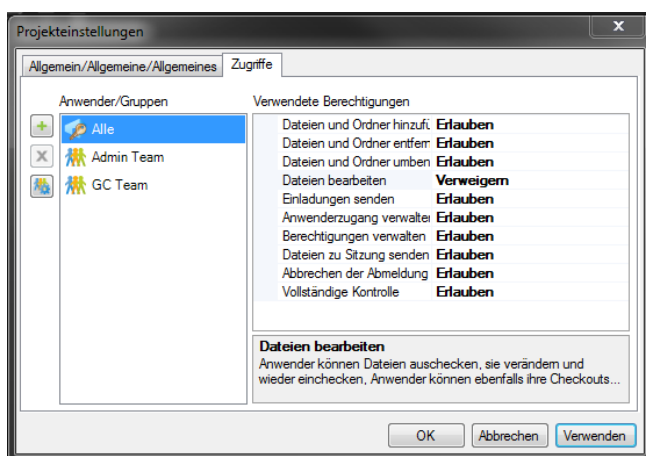 Projekteinstellungen
x
Allgemein/Allgemeine/Allgemeines
Zugriffe
Anwender/Gruppen
Verwendete Berechtigungen
Alle
Admin Team
GC Team
Dateien und Ordner hinzufü Erlauben
Dateien und Ordner entfern Erlauben
Dateien und Ordner umben Erlauben
Dateien bearbeiten Verweigern
Einladungen senden Erlauben
Anwenderzugang verwalten Erlauben
Berechtigungen verwalten Erlauben
Dateien zu Sitzung senden Erlauben
Abbrechen der Abmeldung Erlauben
Vollständige Kontrolle Erlauben
Dateien bearbeiten
Anwender können Dateien auschecken, sie verändern und
wieder einchecken, Anwender können ebenfalls ihre Checkouts...
OK
Abbrechen
Verwenden